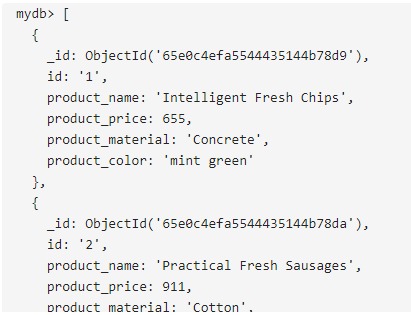 mydb> [
{
_id: ObjectId('65e0c4efa5544435144b78d9'),
id: '1',
product_name: 'Intelligent Fresh Chips',
product_price: 655,
product_material: 'Concrete',
product_color: 'mint green'
},
{
_id: ObjectId('65e0c4efa5544435144b78da'),
id: '2',
product_name: 'Practical Fresh Sausages',
product_price: 911,
product_material: 'Cotton',